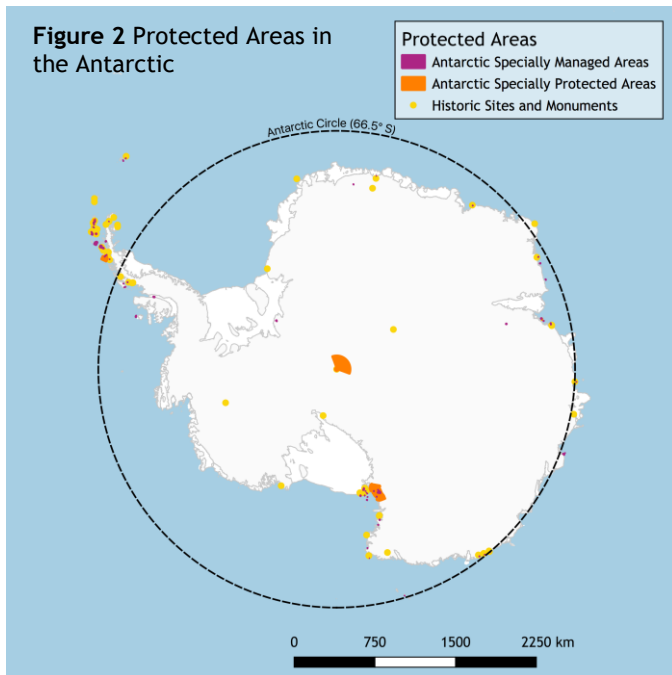 Figure 2 Protected Areas in
the Antarctic
Protected Areas
Antarctic Specially Managed Areas
Antarctic Specially Protected Areas
Historic Sites and Monuments
Antarctic Circle (66.5° S)
0 750 1500 2250 km